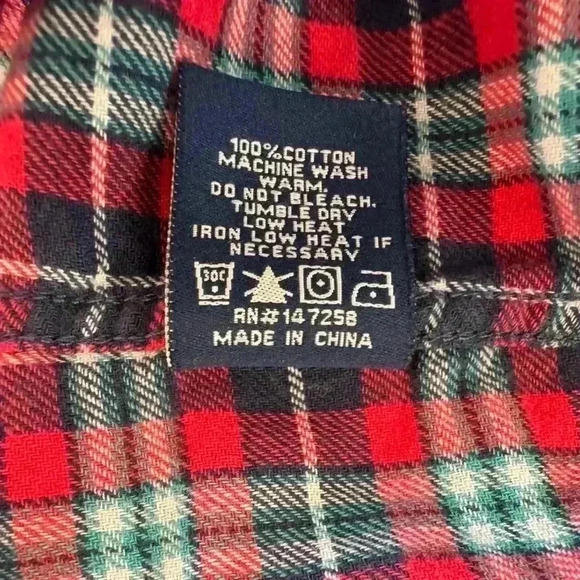 100%COTTON
MACHINE WASH
WARM.
DO NOT BLEACH.
TUMBLE DRY
LOW HEAT
IRON LOW HEAT IF
NECESSARY
30C
RN#147258
MADE IN CHINA